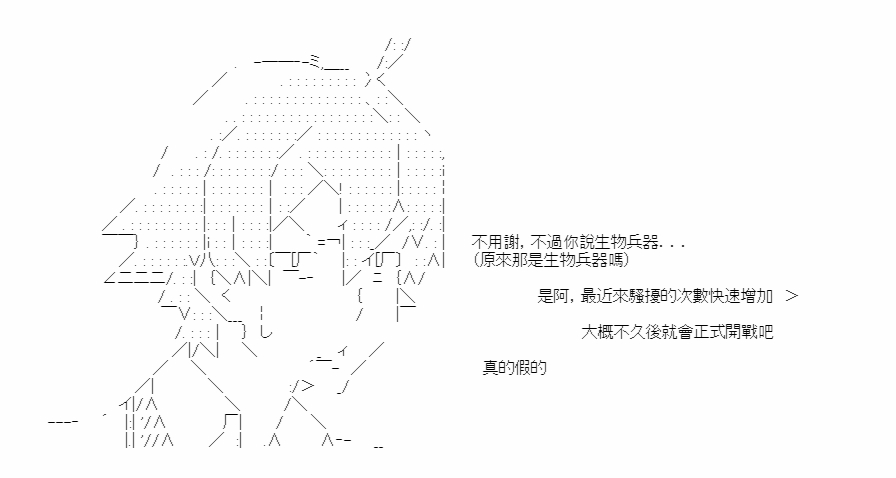 不用謝，不過你說生物兵器...
（原來那是生物兵器嗎）
是阿，最近來騷擾的次數快速增加 ＞
大概不久後就會正式開戰吧
真的假的